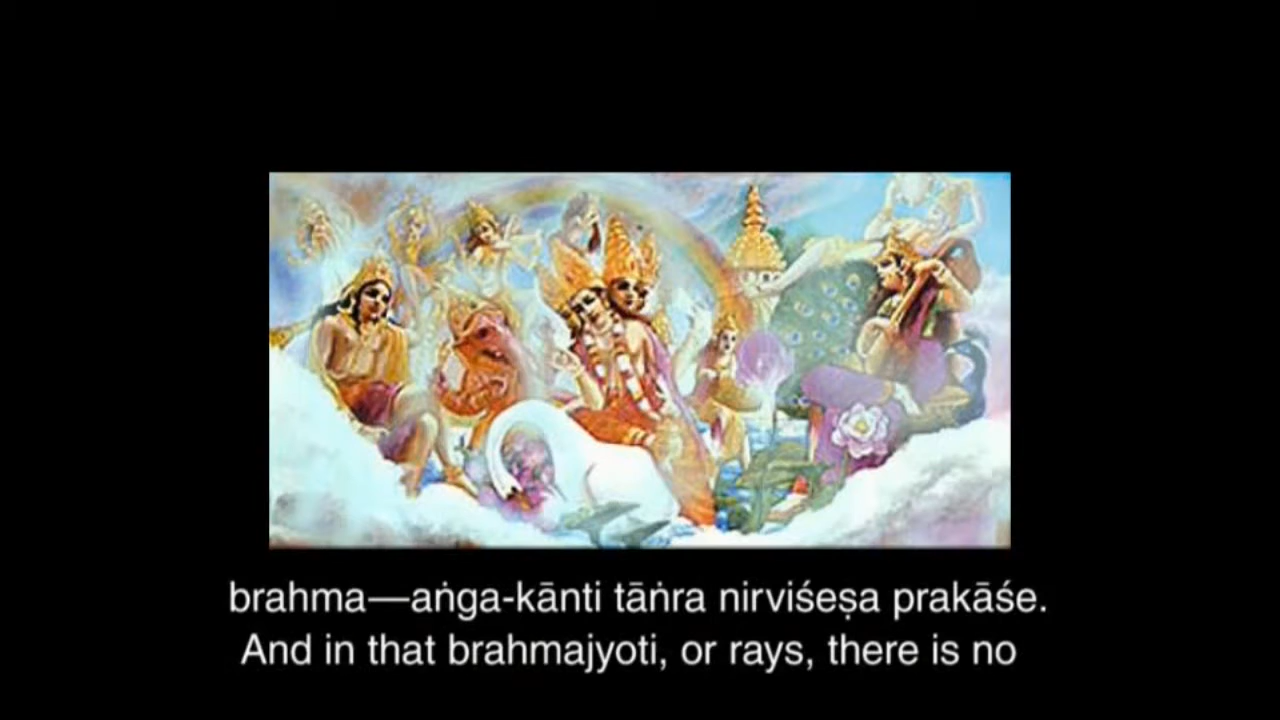 brahma—aṅga-kānti tāṅra nirviśeṣa prakāśe.
And in that brahmajyoti, or rays, there is no